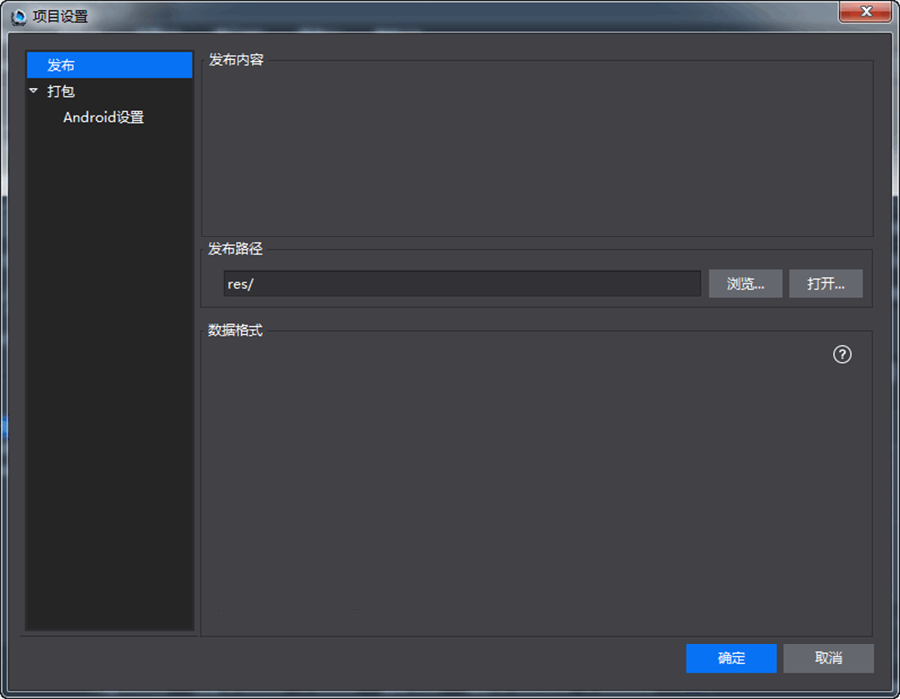 项目设置
发布
打包
Android设置
发布内容
发布路径
res/
浏览...
打开...
数据格式
?
确定
取消